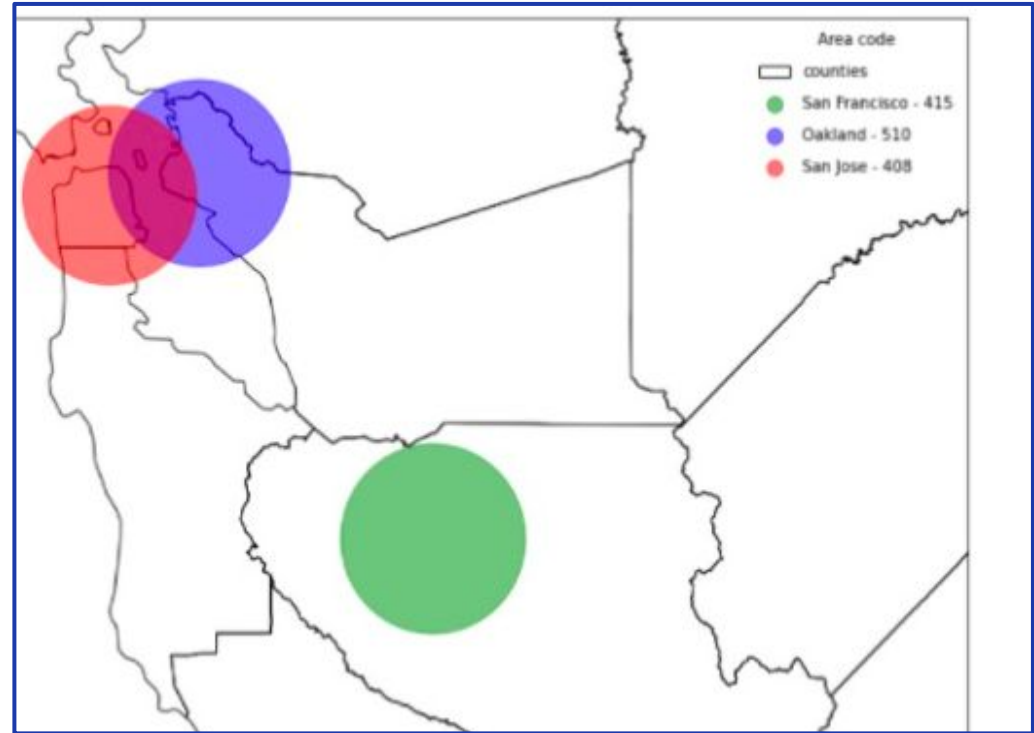 Area code
counties
San Francisco - 415
Oakland - 510
San Jose - 408